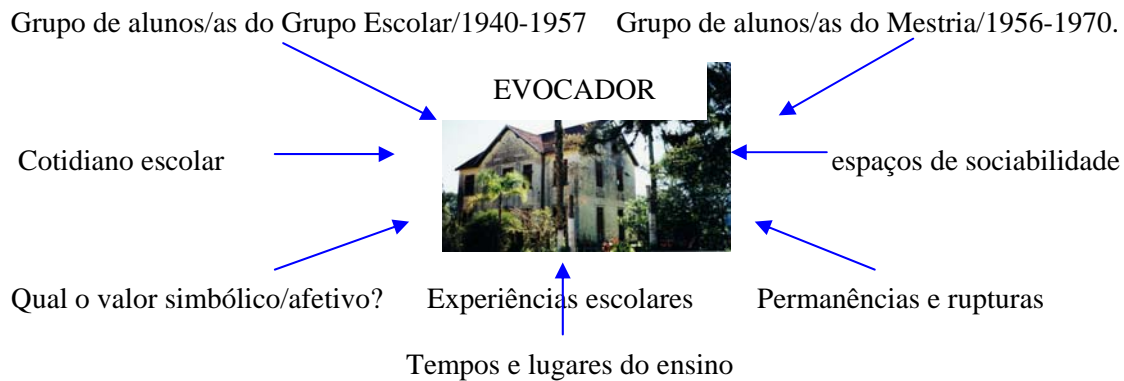 Grupo de alunos/as do Grupo Escolar/1940-1957 Grupo de alunos/as do Mestria/1956-1970.
EVOCADOR
Cotidiano escolar espaços de sociabilidade
Qual o valor simbólico/afetivo? Experiências escolares Permanências e rupturas
Tempos e lugares do ensino